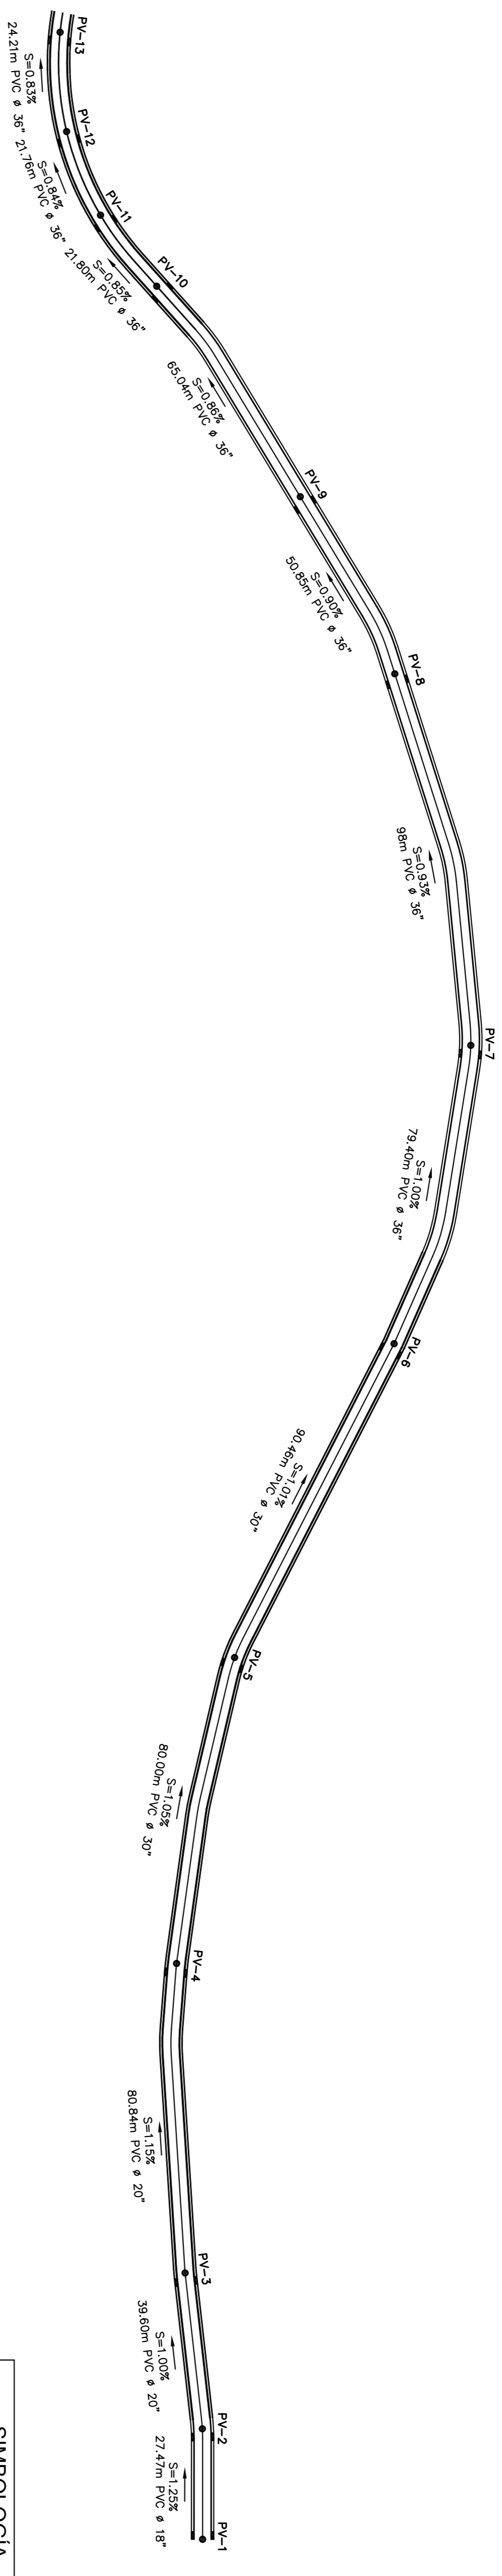 PV-13
S=0.83%
24.21m PVC ø 36"
PV-12
S=0.84%
21.76m PVC ø 36"
PV-11
S=0.85%
21.80m PVC ø 36"
PV-10
S=0.86%
65.04m PVC ø 36"
PV-9
S=0.90%
50.85m PVC ø 36"
PV-8
S=0.93%
98m PVC ø 36"
PV-7
S=1.00%
79.40m PVC ø 36"
PV-6
S=1.01%
90.46m PVC ø 30"
PV-5
S=1.05%
80.00m PVC ø 30"
PV-4
S=1.15%
80.84m PVC ø 20"
PV-3
S=1.00%
39.60m PVC ø 20"
PV-2
S=1.25%
27.47m PVC ø 18"
PV-1
SIMBOLOGÍA